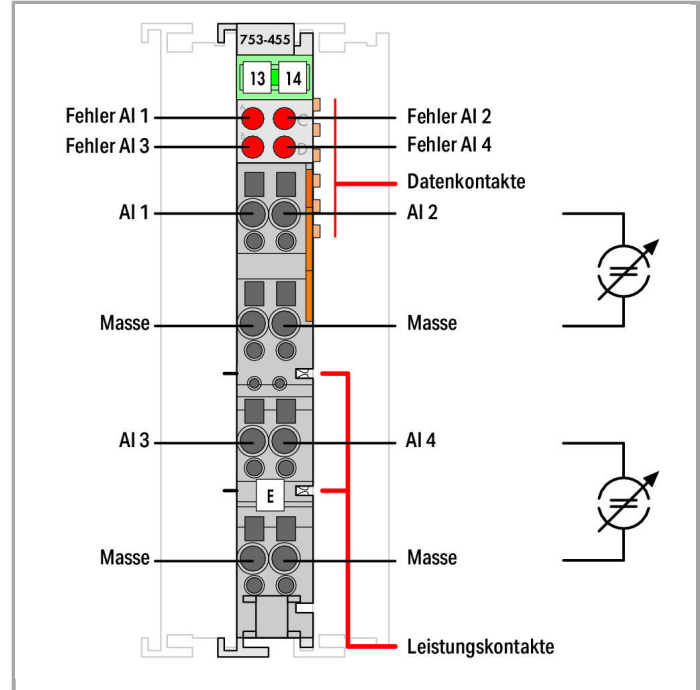 753-455
13 14
A C
Fehler AI 1 Fehler AI 2
B D
Fehler AI 3 Fehler AI 4
Datenkontakte
AI 1 AI 2
Masse Masse
AI 3 AI 4
E
Masse Masse
Leistungskontakte